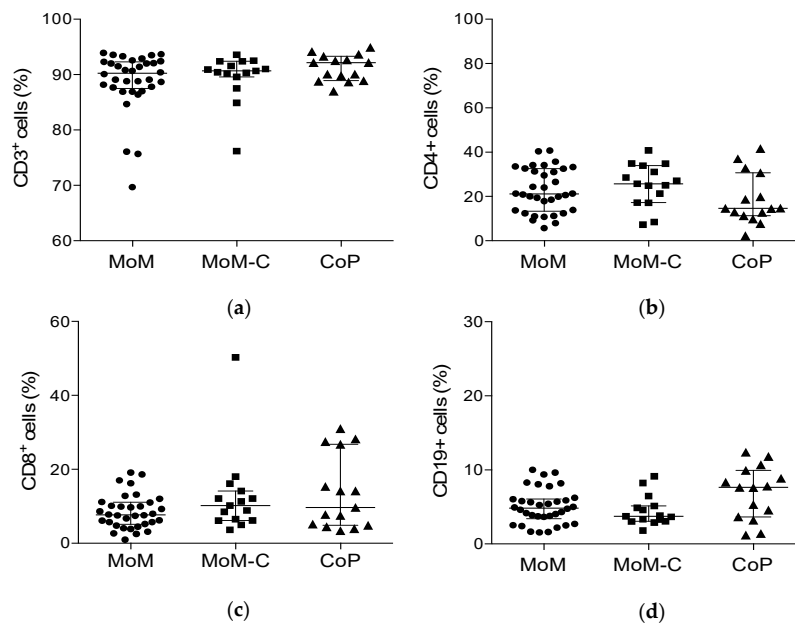 100
90
80
70
60
CD3+ cells (%)
MoM MoM-C CoP
(a)
100
80
60
40
20
0
CD4+ cells (%)
MoM MoM-C CoP
(b)
60
40
20
0
CD8+ cells (%)
MoM MoM-C CoP
(c)
30
20
10
0
CD19+ cells (%)
MoM MoM-C CoP
(d)